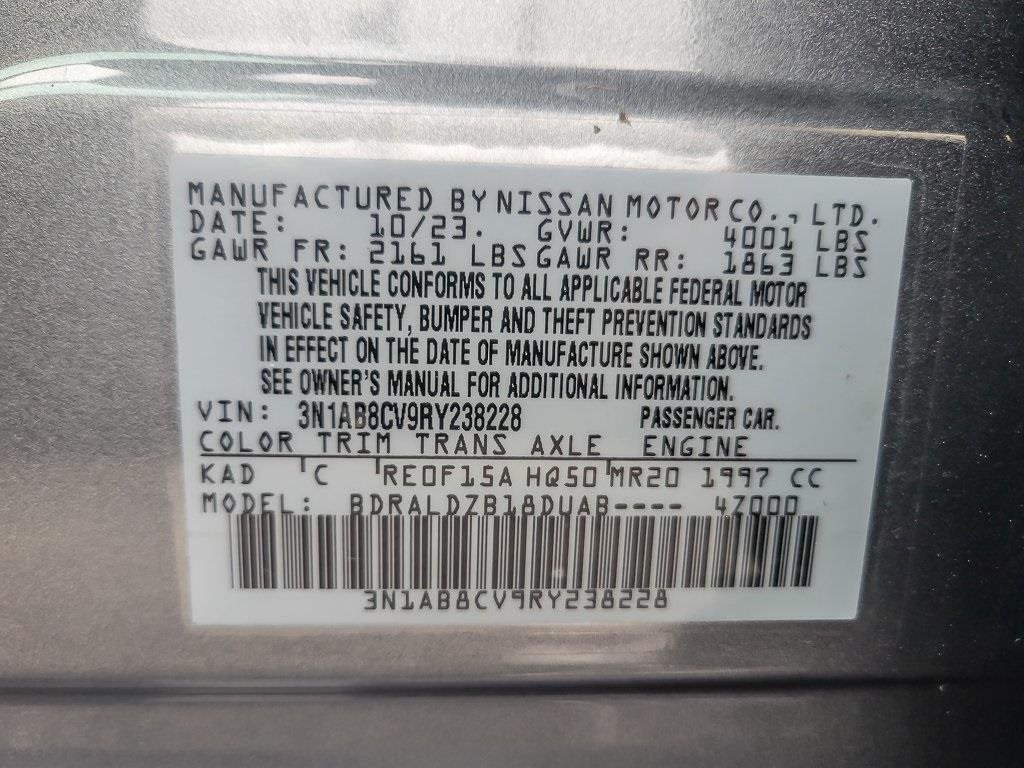 MANUFACTURED BY NISSAN MOTOR CO., LTD.
DATE: 10/23. GVWR: 4001 LBS
GAWR FR: 2161 LBS GAWR RR: 1863 LBS
THIS VEHICLE CONFORMS TO ALL APPLICABLE FEDERAL MOTOR
VEHICLE SAFETY, BUMPER AND THEFT PREVENTION STANDARDS
IN EFFECT ON THE DATE OF MANUFACTURE SHOWN ABOVE.
SEE OWNER'S MANUAL FOR ADDITIONAL INFORMATION.
VIN: 3N1AB8CV9RY238228 PASSENGER CAR.
COLOR TRIM TRANS AXLE ENGINE
KAD C RE0F15A HQ50 MR20 1997 CC
MODEL: BDRALDZB18DUAB---- 4Z000
3N1AB8CV9RY238228